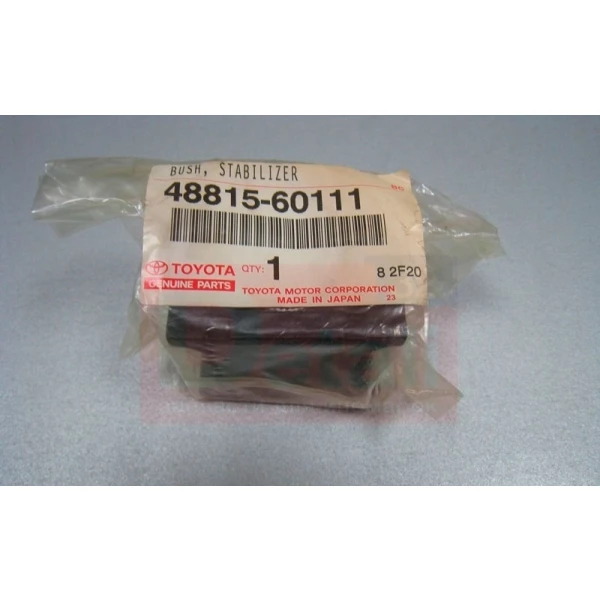 BUSH, STABILIZER
48815-60111
TOYOTA QTY: 1 8 2F20
GENUINE PARTS
TOYOTA MOTOR CORPORATION
MADE IN JAPAN 23